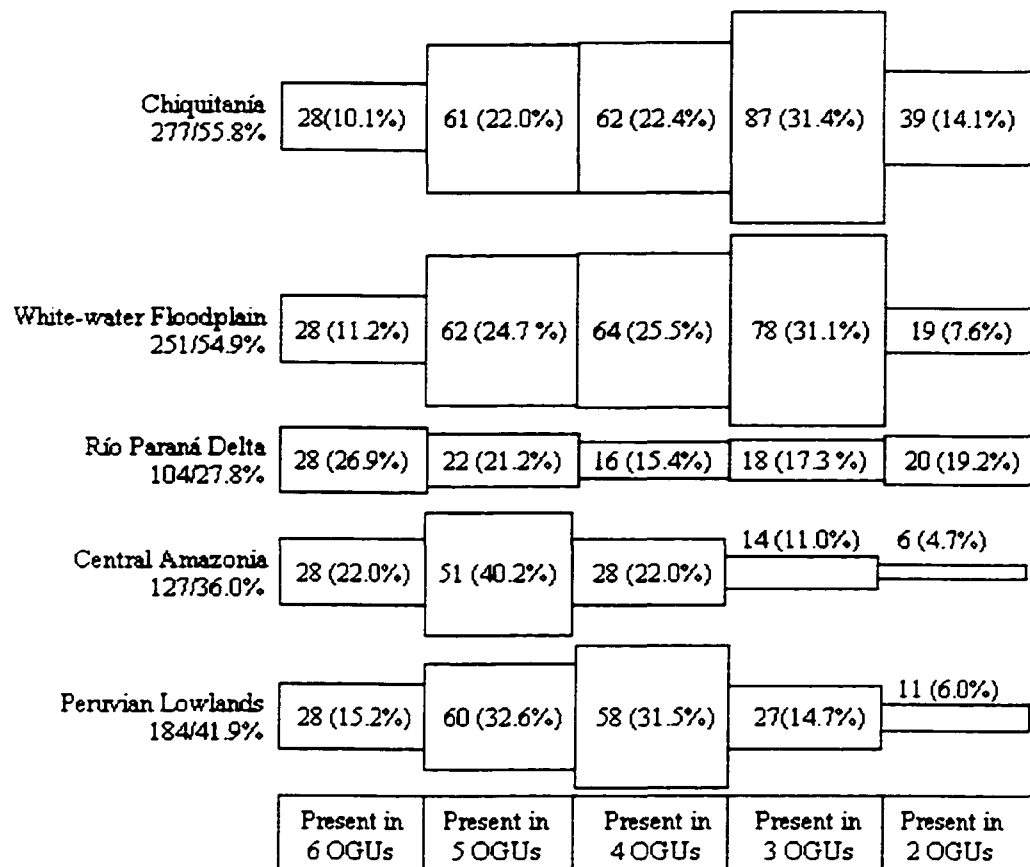 Chiquitanía
277/55.8%
28(10.1%)
61 (22.0%)
62 (22.4%)
87 (31.4%)
39 (14.1%)
White-water Floodplain
251/54.9%
28 (11.2%)
62 (24.7 %)
64 (25.5%)
78 (31.1%)
19 (7.6%)
Río Paraná Delta
104/27.8%
28 (26.9%)
22 (21.2%)
16 (15.4%)
18 (17.3 %)
20 (19.2%)
Central Amazonia
127/36.0%
28 (22.0%)
51 (40.2%)
28 (22.0%)
14 (11.0%)
6 (4.7%)
Peruvian Lowlands
184/41.9%
28 (15.2%)
60 (32.6%)
58 (31.5%)
27(14.7%)
11 (6.0%)
Present in
6 OGUs
Present in
5 OGUs
Present in
4 OGUs
Present in
3 OGUs
Present in
2 OGUs